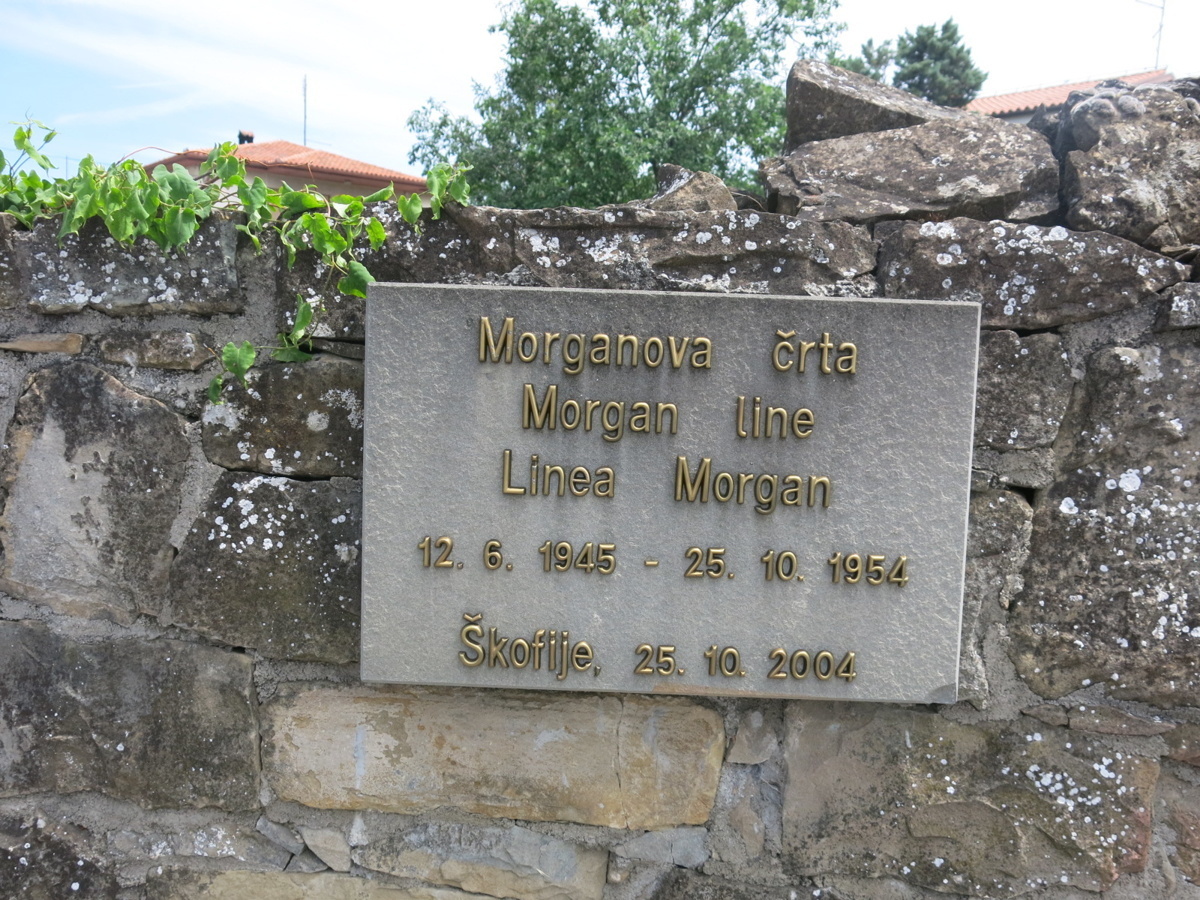 Morganova črta
Morgan line
Linea Morgan
12. 6. 1945 - 25. 10. 1954
Škofije, 25. 10. 2004